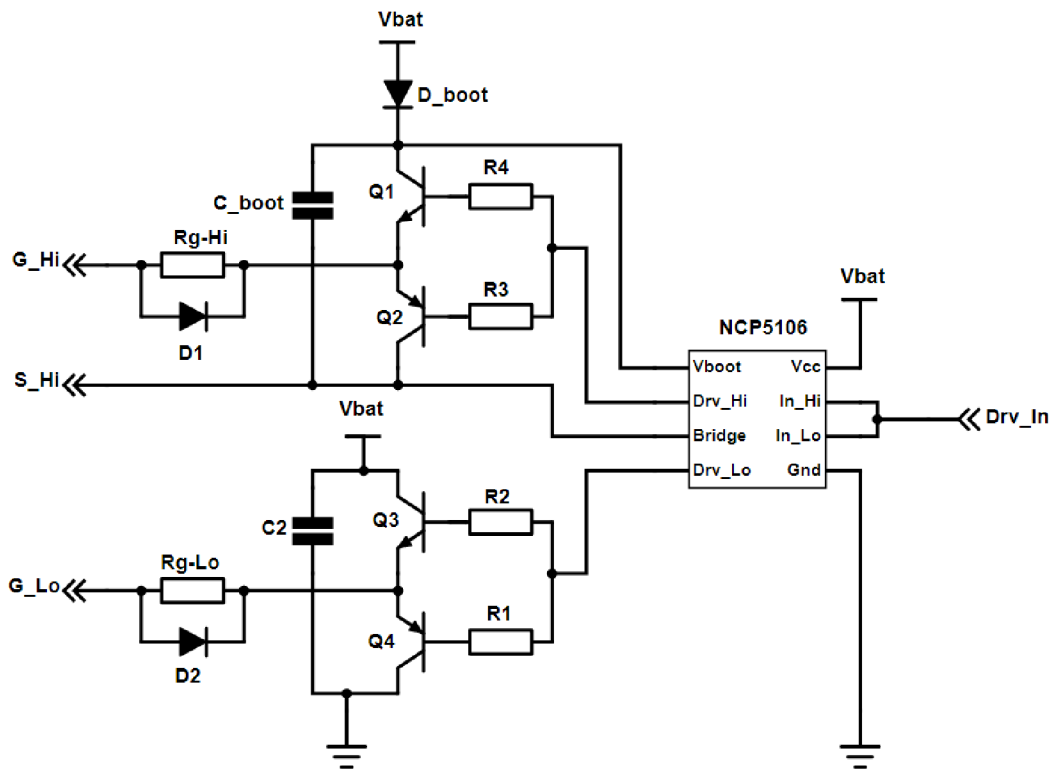 Vbat
D_boot
R4
Q1
C_boot
Rg-Hi
G_Hi
Vbat
R3
Q2
NCP5106
D1
Vboot
Vcc
S_Hi
Vbat
Drv_Hi
In_Hi
Drv_In
Bridge
In_Lo
Drv_Lo
Gnd
R2
Q3
C2
Rg-Lo
G_Lo
R1
Q4
D2